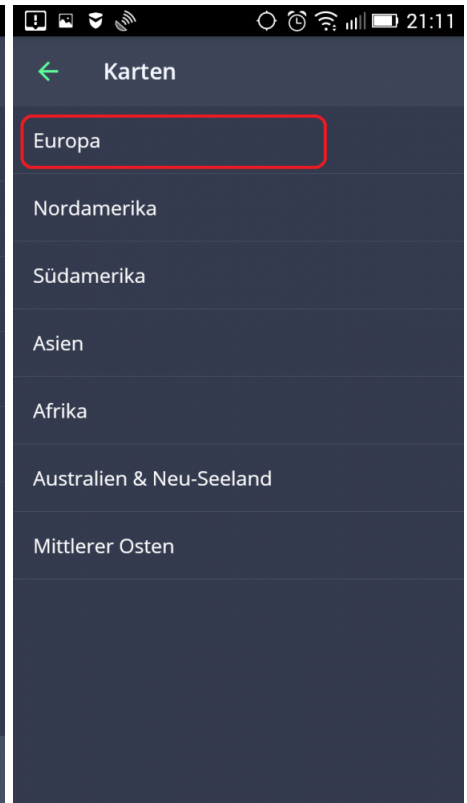 21:11
Karten
Europa
Nordamerika
Südamerika
Asien
Afrika
Australien & Neu-Seeland
Mittlerer Osten